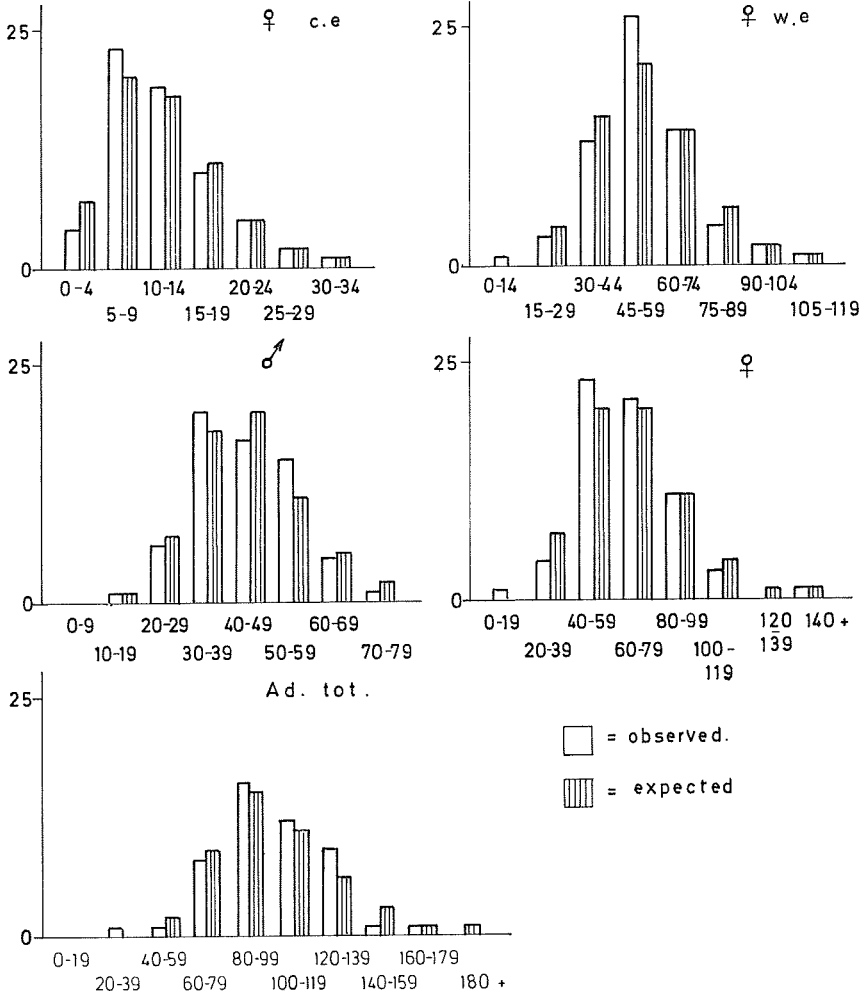 ♀ c.e
25
0
0-4 10-14 20-24 30-34
5-9 15-19 25-29
♀ w.e
25
0
0-14 30-44 60-74 90-104
15-29 45-59 75-89 105-119
♂
25
0
0-9 20-29 40-49 60-69
10-19 30-39 50-59 70-79
♀
25
0
0-19 40-59 80-99 120 140 +
20-39 60-79 100- 139
119
Ad. tot.
25
0
0-19 40-59 80-99 120-139 160-179
20-39 60-79 100-119 140-159 180 +
= observed.
= expected